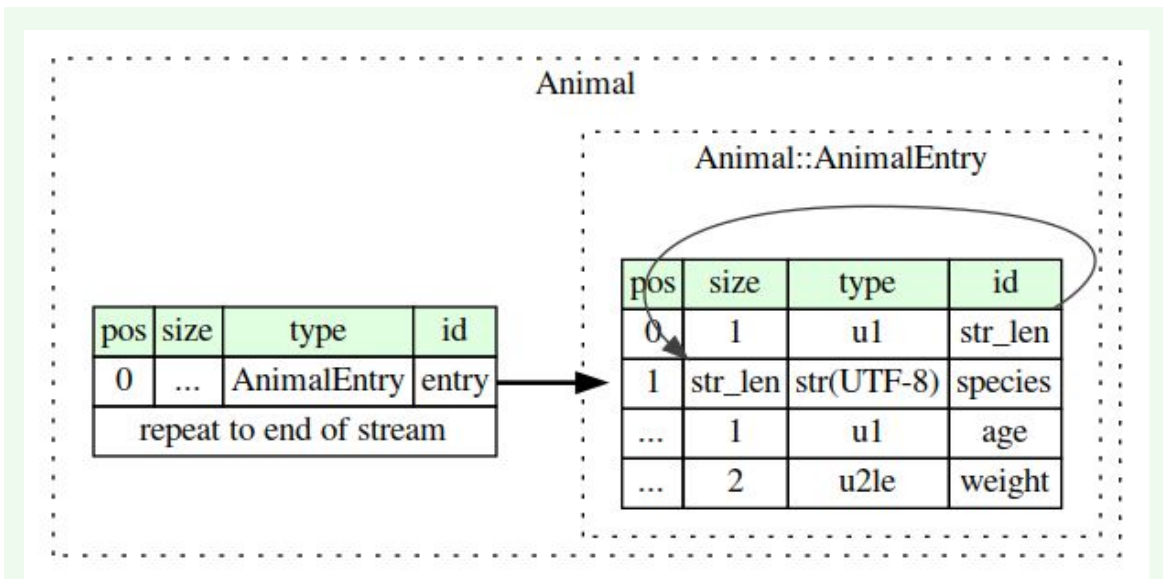 Animal
Animal::AnimalEntry
pos size type id
0 ... AnimalEntry entry
repeat to end of stream
pos size type id
0 1 u1 str_len
1 str_len str(UTF-8) species
... 1 u1 age
... 2 u2le weight